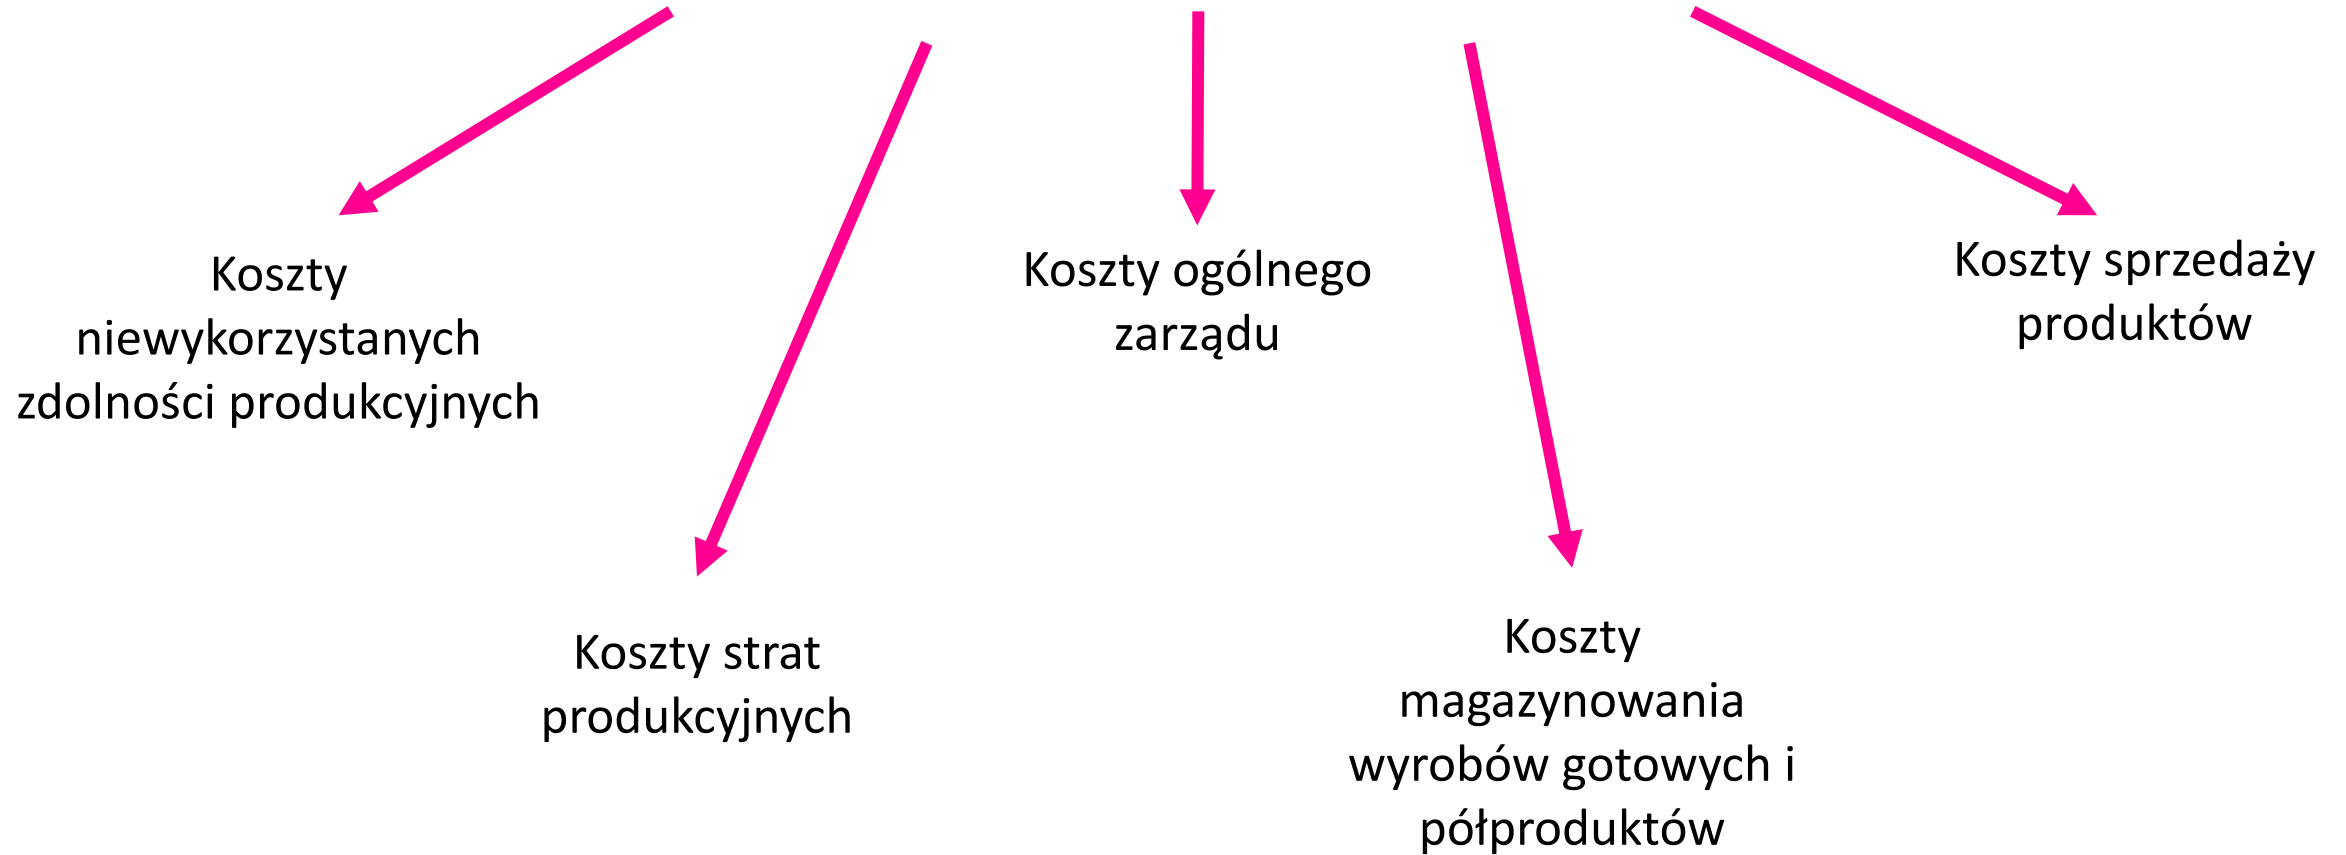 Koszty
niewykorzystanych
zdolności produkcyjnych
Koszty strat
produkcyjnych
Koszty ogólnego
zarządu
Koszty
magazynowania
wyrobów gotowych i
półproduktów
Koszty sprzedaży
produktów